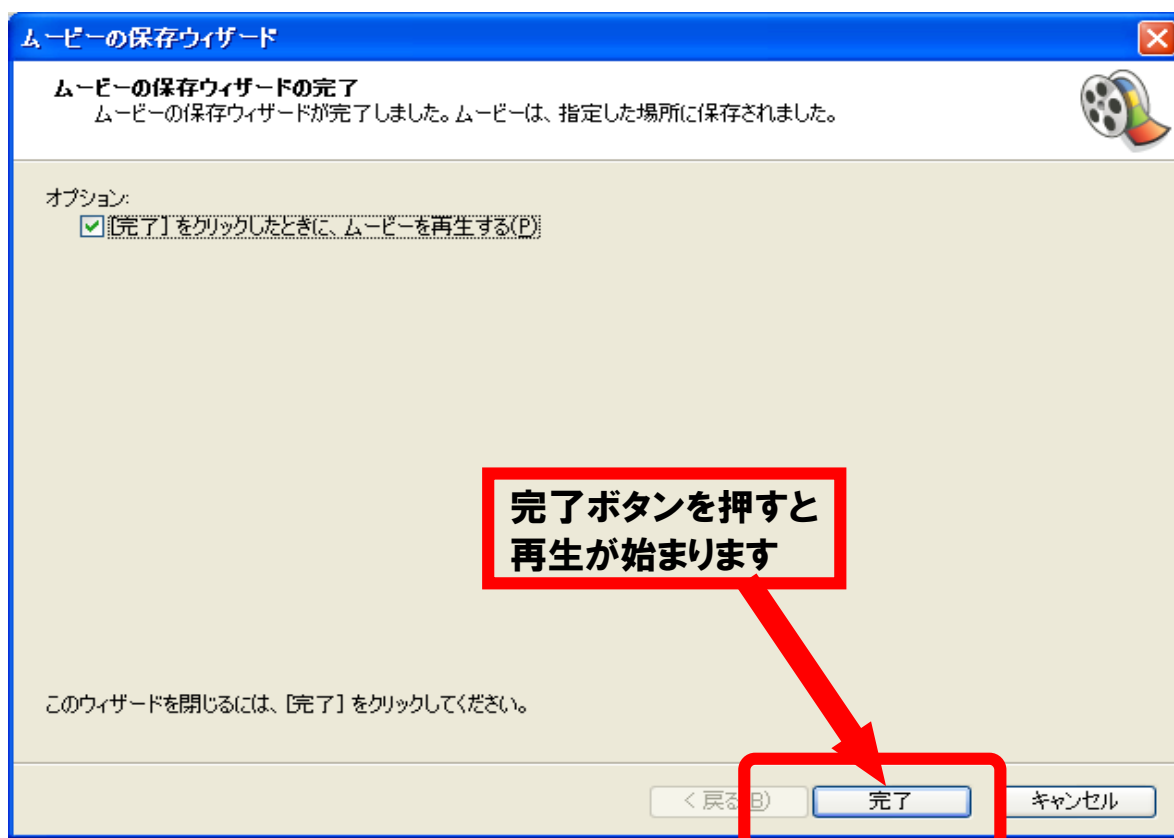 ムービーの保存ウィザード
ムービーの保存ウィザードの完了
ムービーの保存ウィザードが完了しました。ムービーは、指定した場所に保存されました。
オプション:
[完了] をクリックしたときに、ムービーを再生する(P)
完了ボタンを押すと
再生が始まります
このウィザードを閉じるには、[完了] をクリックしてください。
< 戻る(B) 完了 キャンセル